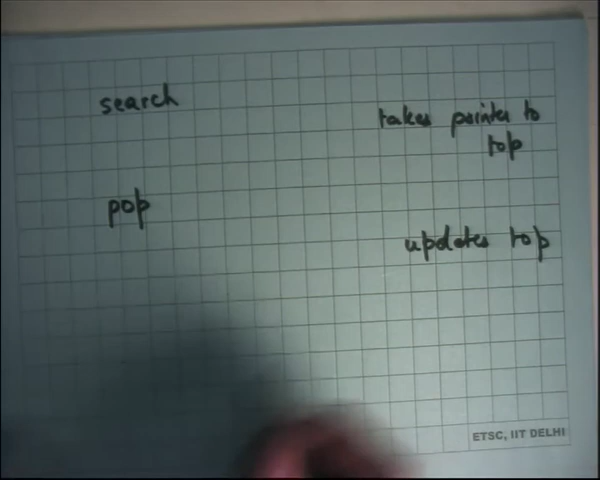 search
takes pointer to
top
pop
updates top
ETSC, IIT DELHI